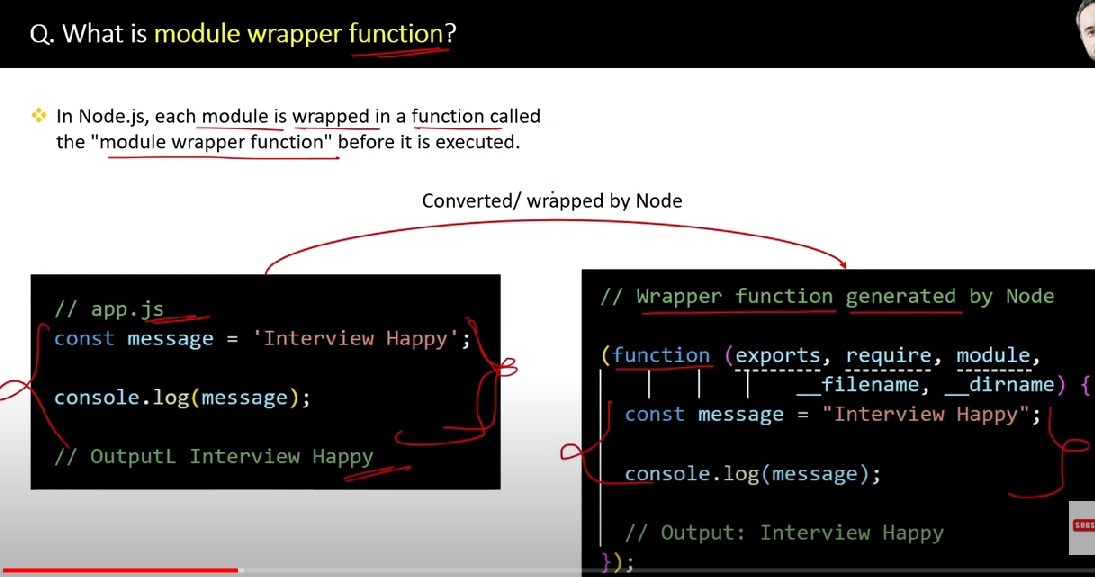 Q. What is module wrapper function?
In Node.js, each module is wrapped in a function called
the "module wrapper function" before it is executed.
Converted/ wrapped by Node
// app.js
const message = 'Interview Happy';
console.log(message);
// OutputL Interview Happy
// Wrapper function generated by Node
(function (exports, require, module,
__filename, __dirname) {
const message = "Interview Happy";
console.log(message);
// Output: Interview Happy
});
SUBS